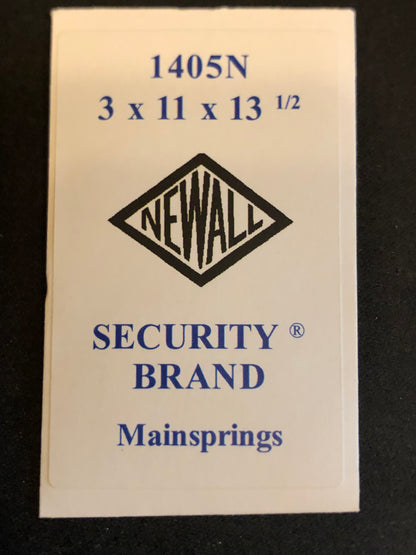 1405N
3 x 11 x 13 1/2
NEWALL
SECURITY ®
BRAND
Mainsprings